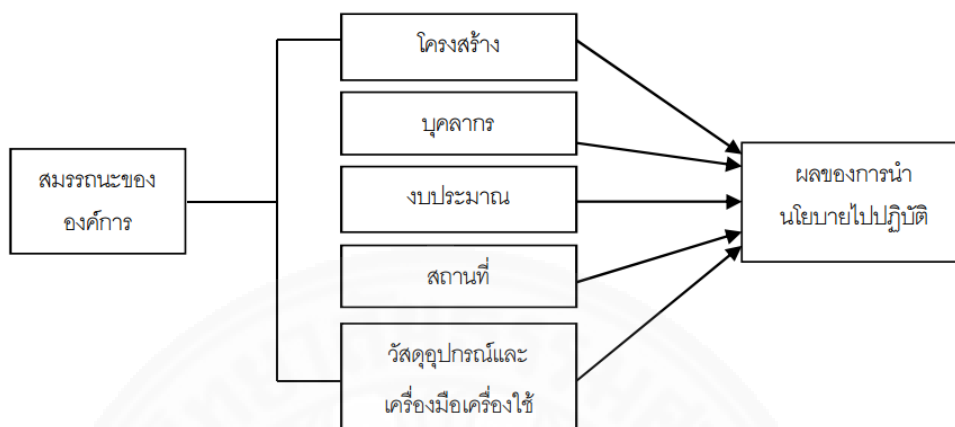 โครงสร้าง
บุคลากร
สมรรถนะของ
องค์การ
งบประมาณ
ผลของการนำ
นโยบายไปปฏิบัติ
สถานที่
วัสดุอุปกรณ์และ
เครื่องมือเครื่องใช้